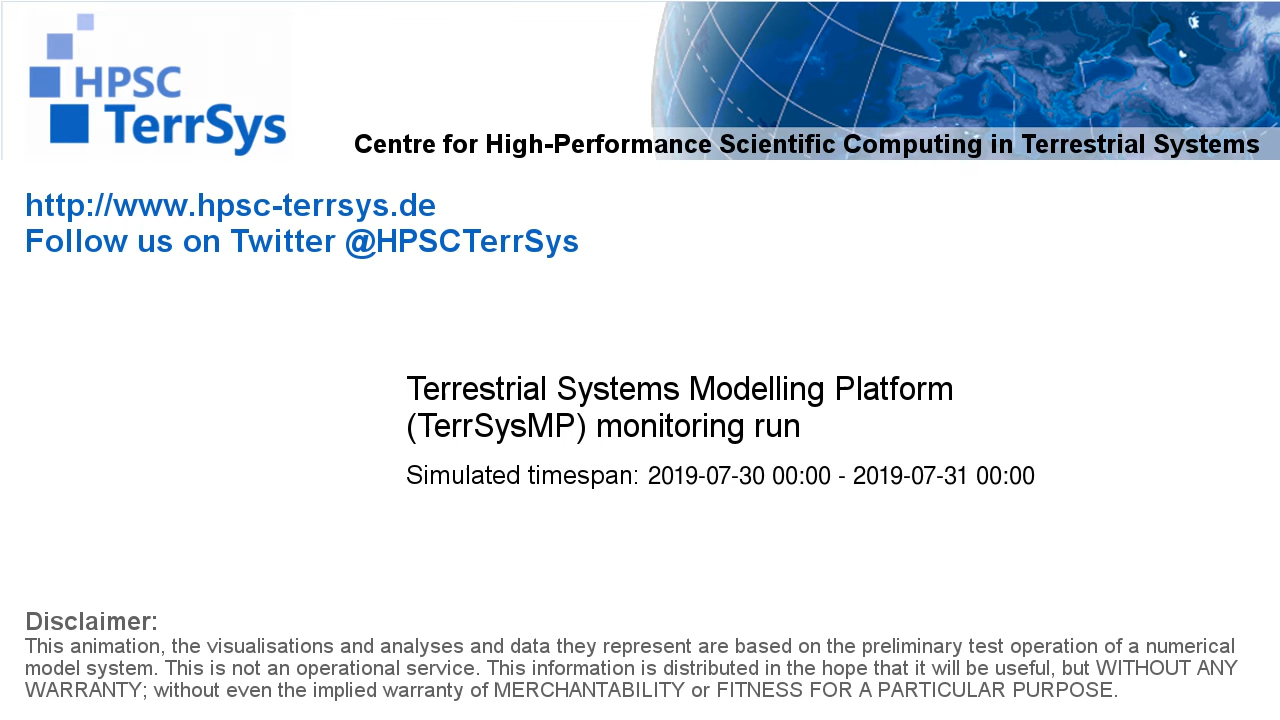 HPSC
TerrSys
Centre for High-Performance Scientific Computing in Terrestrial Systems
http://www.hpsc-terrsys.de
Follow us on Twitter @HPSCTerrSys
Terrestrial Systems Modelling Platform
(TerrSysMP) monitoring run
Simulated timespan: 2019-07-30 00:00 - 2019-07-31 00:00
Disclaimer:
This animation, the visualisations and analyses and data they represent are based on the preliminary test operation of a numerical
model system. This is not an operational service. This information is distributed in the hope that it will be useful, but WITHOUT ANY
WARRANTY; without even the implied warranty of MERCHANTABILITY or FITNESS FOR A PARTICULAR PURPOSE.